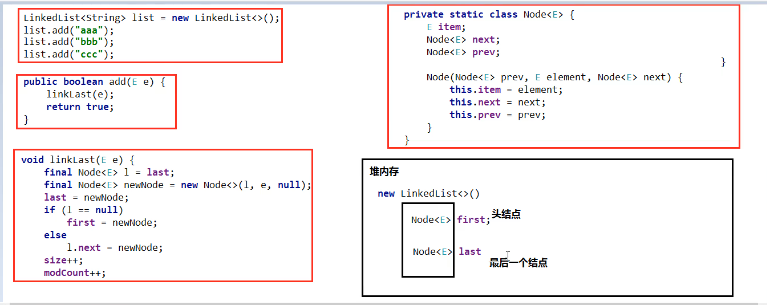 LinkedList<String> list = new LinkedList<>();
list.add("aaa");
list.add("bbb");
list.add("ccc");
public boolean add(E e) {
linkLast(e);
return true;
}
void linkLast(E e) {
final Node<E> l = last;
final Node<E> newNode = new Node<>(l, e, null);
last = newNode;
if (l == null)
first = newNode;
else
l.next = newNode;
size++;
modCount++;
private static class Node<E> {
E item;
Node<E> next;
Node<E> prev;
}
Node(Node<E> prev, E element, Node<E> next) {
this.item = element;
this.next = next;
this.prev = prev;
}
}
堆内存
new LinkedList<>()
Node<E> first;头结点
Node<E> last
最后一个结点